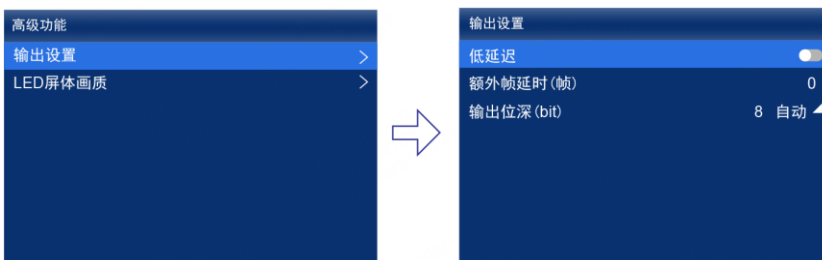 高级功能
输出设置
LED屏体画质
输出设置
低延迟
额外帧延时(帧) 0
输出位深(bit) 8 自动